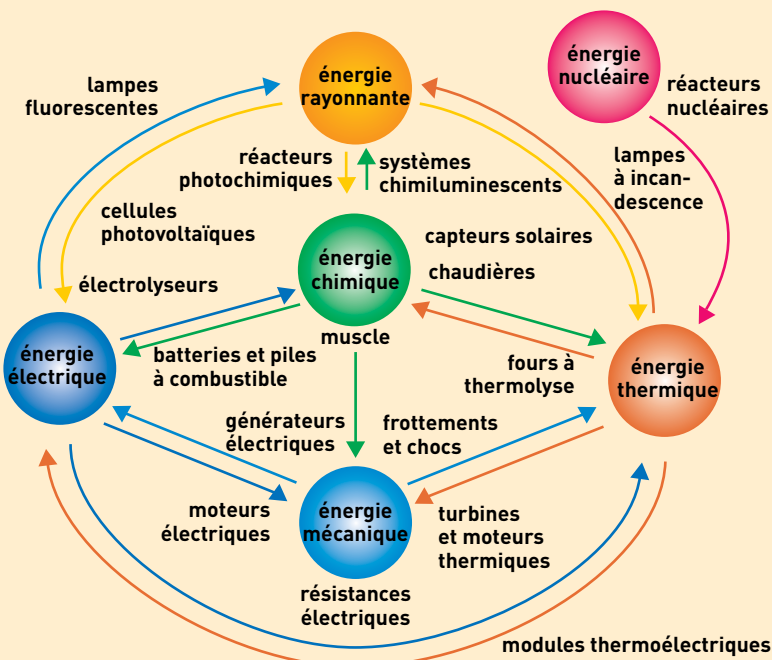 énergie
rayonnante
énergie
nucléaire
lampes
fluorescentes
réacteurs
nucléaires
réacteurs
photochimiques
systèmes
chimiluminescents
lampes
à incan-
descence
cellules
photovoltaïques
capteurs solaires
énergie
chimique
chaudières
électrolyseurs
muscle
énergie
électrique
batteries et piles
à combustible
fours à
thermolyse
énergie
thermique
générateurs
électriques
frottements
et chocs
moteurs
électriques
énergie
mécanique
turbines
et moteurs
thermiques
résistances
électriques
modules thermoélectriques